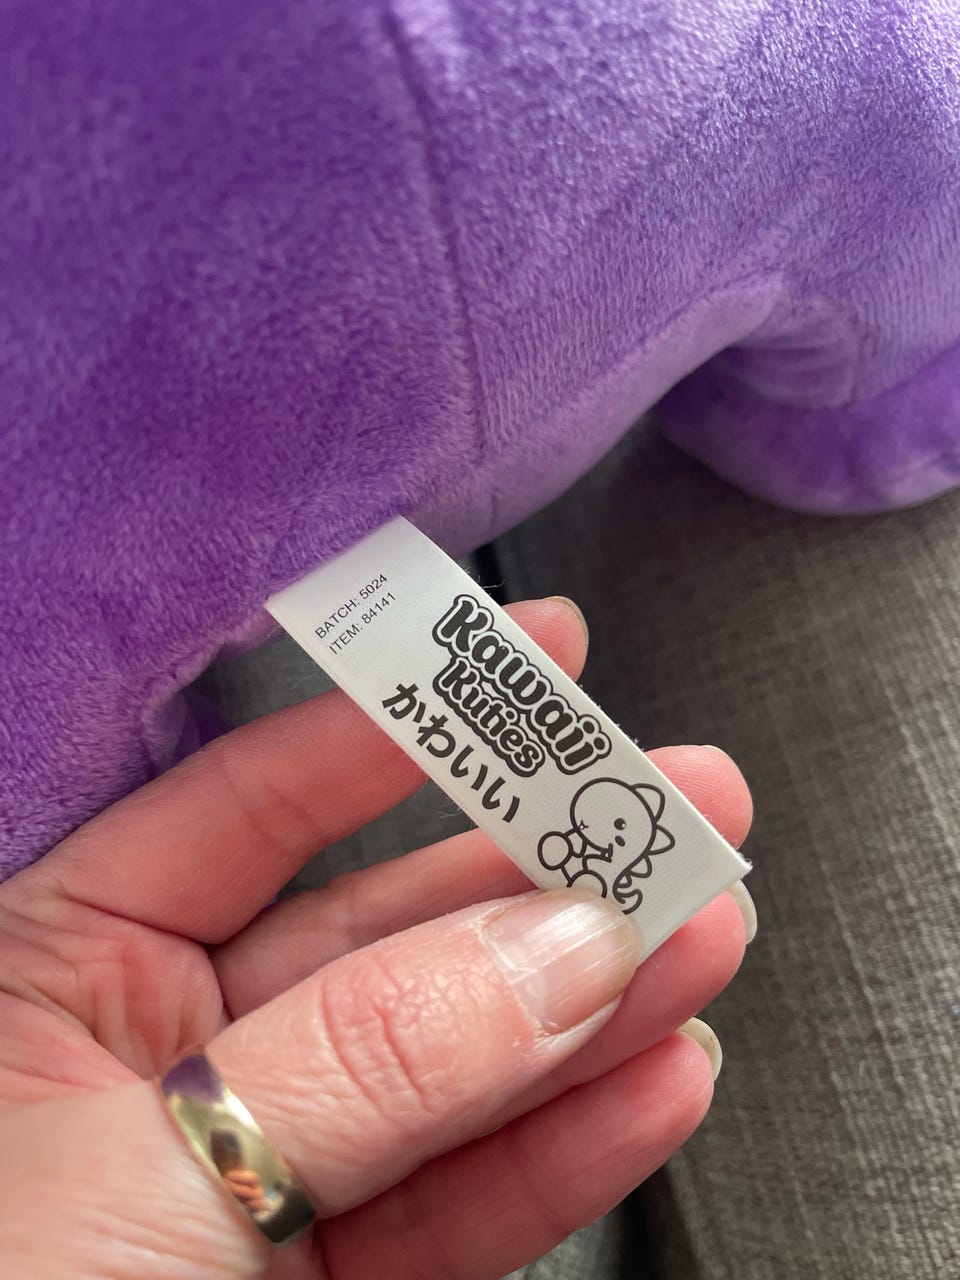 BATCH: 5024
ITEM: 84141
Kawaii
Kuties
かわいい